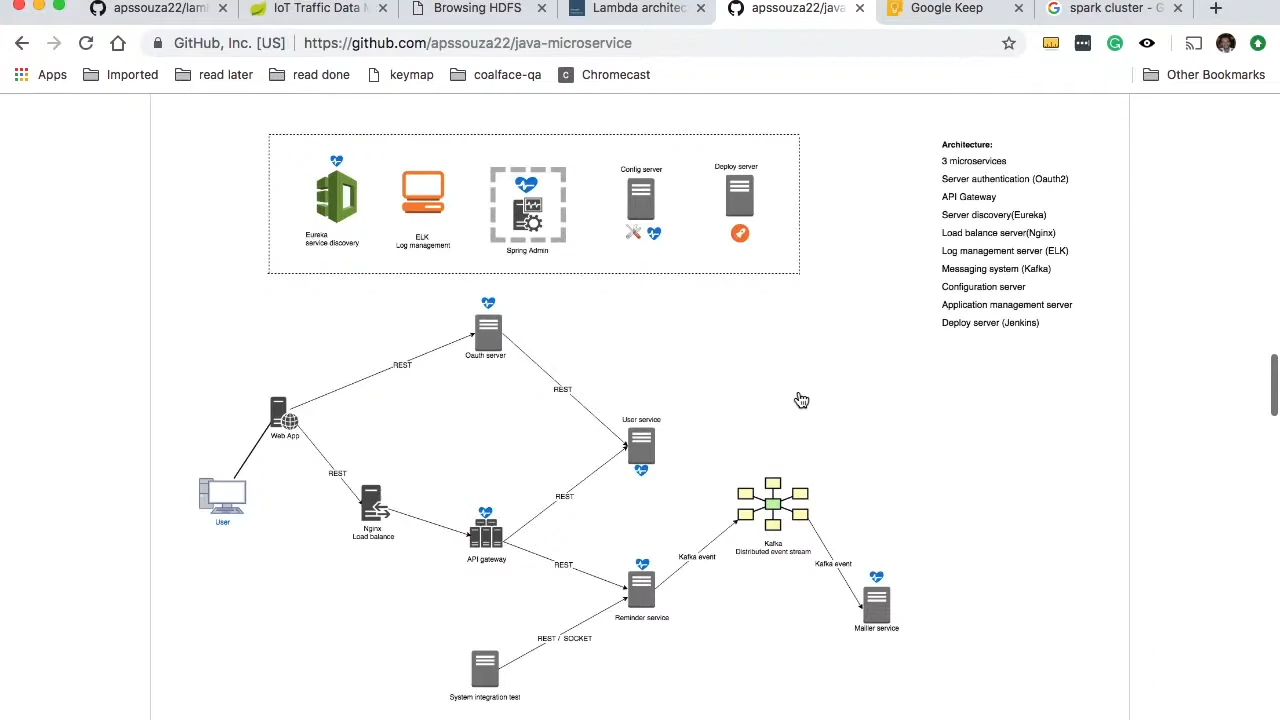 apssouza22/laml
IoT Traffic Data M
Browsing HDFS
Lambda architec
apssouza22/java
Google Keep
spark cluster - G
GitHub, Inc. [US]
https://github.com/apssouza22/java-microservice
Apps
Imported
read later
read done
keymap
coalface-qa
C
Chromecast
Other Bookmarks
Eureka
service discovery
ELK
Log management
Spring Admin
Config server
Deploy server
Architecture:
3 microservices
Server authentication (Oauth2)
API Gateway
Server discovery(Eureka)
Load balance server(Nginx)
Log management server (ELK)
Messaging system (Kafka)
Configuration server
Application management server
Deploy server (Jenkins)
Oauth server
REST
REST
Web App
User service
REST
User
Nginx
Load balance
REST
API gateway
REST
Kafka
Distributed event stream
Kafka event
Kafka event
Reminder service
Mailler service
REST / SOCKET
System integration test